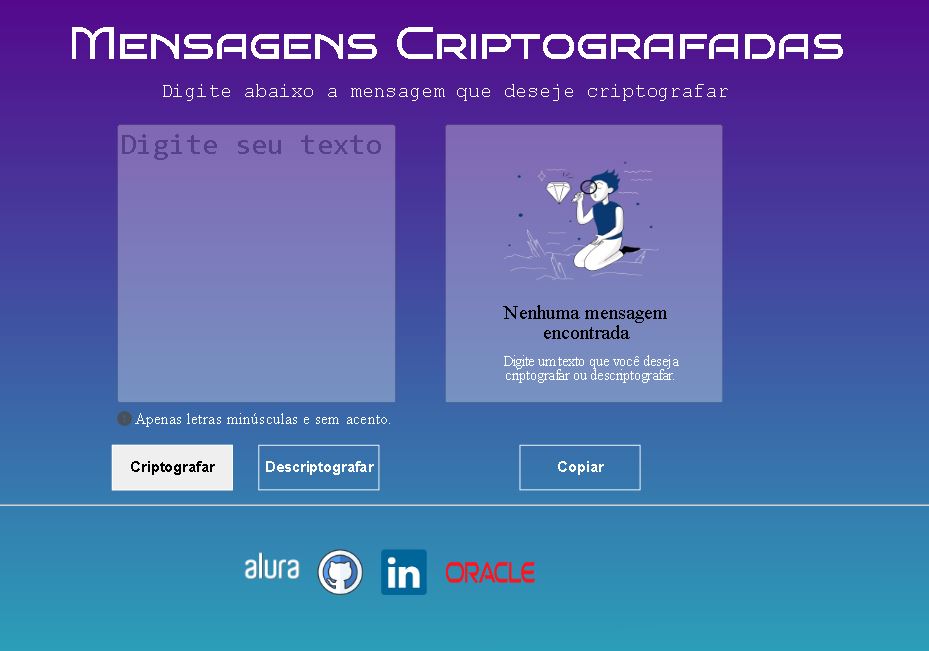 Mensagens Criptografadas
Digite abaixo a mensagem que deseje criptografar
Digite seu texto
Nenhuma mensagem
encontrada
Digite um texto que você deseja
criptografar ou descriptografar.
Apenas letras minúsculas e sem acento.
Criptografar
Descriptografar
Copiar
alura
in
ORACLE